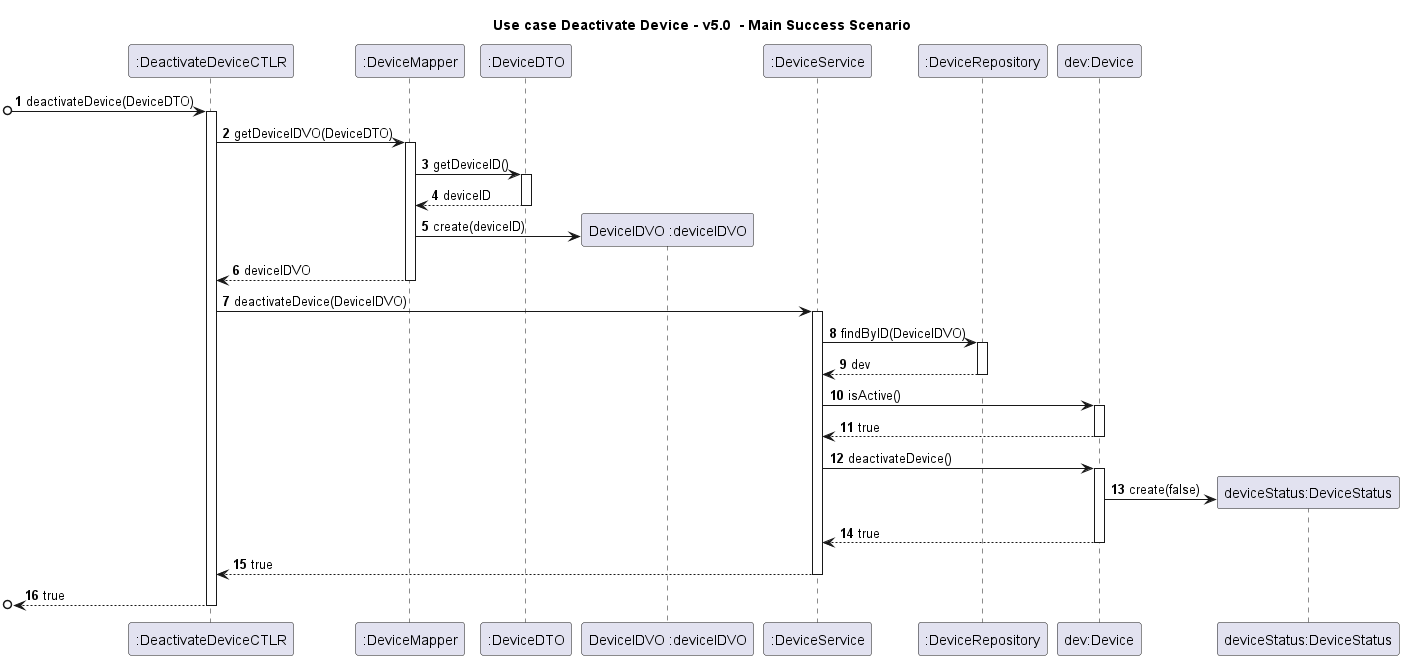 Use case Deactivate Device - v5.0 - Main Success Scenario
:DeactivateDeviceCTLR :DeviceMapper :DeviceDTO :DeviceService :DeviceRepository dev:Device
1 deactivateDevice(DeviceDTO)
2 getDeviceIDVO(DeviceDTO)
3 getDeviceID()
4 deviceID
5 create(deviceID) DeviceIDVO :deviceIDVO
6 deviceIDVO
7 deactivateDevice(DeviceIDVO)
8 findByID(DeviceIDVO)
9 dev
10 isActive()
11 true
12 deactivateDevice()
13 create(false) deviceStatus:DeviceStatus
14 true
15 true
16 true
:DeactivateDeviceCTLR :DeviceMapper :DeviceDTO DeviceIDVO :deviceIDVO :DeviceService :DeviceRepository dev:Device deviceStatus:DeviceStatus